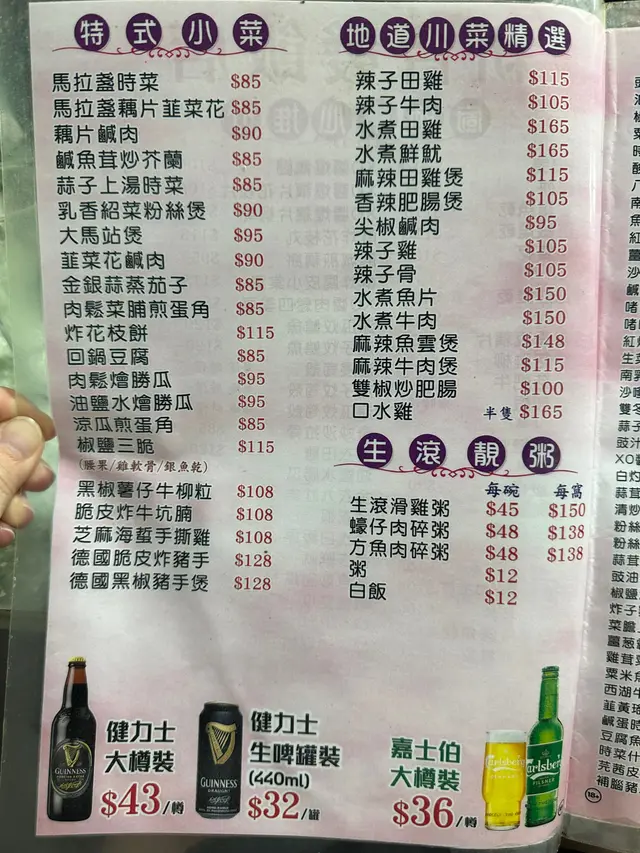 特式小菜
馬拉盞時菜 $85
馬拉盞藕片韮菜花 $85
藕片鹹肉 $90
鹹魚茸炒芥蘭 $85
蒜子上湯時菜 $85
乳香紹菜粉絲煲 $90
大馬站煲 $95
韮菜花鹹肉 $90
金銀蒜蒸茄子 $85
肉鬆菜脯煎蛋角 $85
炸花枝餅 $115
回鍋豆腐 $85
肉鬆燴勝瓜 $95
油鹽水燴勝瓜 $95
涼瓜煎蛋角 $85
椒鹽三脆 $115
(腰果/雞軟骨/銀魚乾)
黑椒薯仔牛柳粒 $108
脆皮炸牛坑腩 $108
芝麻海蜇手撕雞 $108
德國脆皮炸豬手 $128
德國黑椒豬手煲 $128
地道川菜精選
辣子田雞 $115
辣子牛肉 $105
水煮田雞 $165
水煮鮮魷 $165
麻辣田雞煲 $115
香辣肥腸煲 $105
尖椒鹹肉 $95
辣子雞 $105
辣子骨 $105
水煮魚片 $150
水煮牛肉 $150
麻辣魚雲煲 $148
麻辣牛肉煲 $115
雙椒炒肥腸 $100
口水雞 半隻 $165
生滾靚粥
每碗 每窩
生滾滑雞粥 $45 $150
蠔仔肉碎粥 $48 $138
方魚肉碎粥 $48 $138
粥 $12
白飯 $12
健力士
大樽裝
$43/樽
GUINNESS
健力士
生啤罐裝
(440ml)
$32/罐
GUINNESS
嘉士伯
大樽裝
$36/樽
Carlsberg
Carlsberg
18+